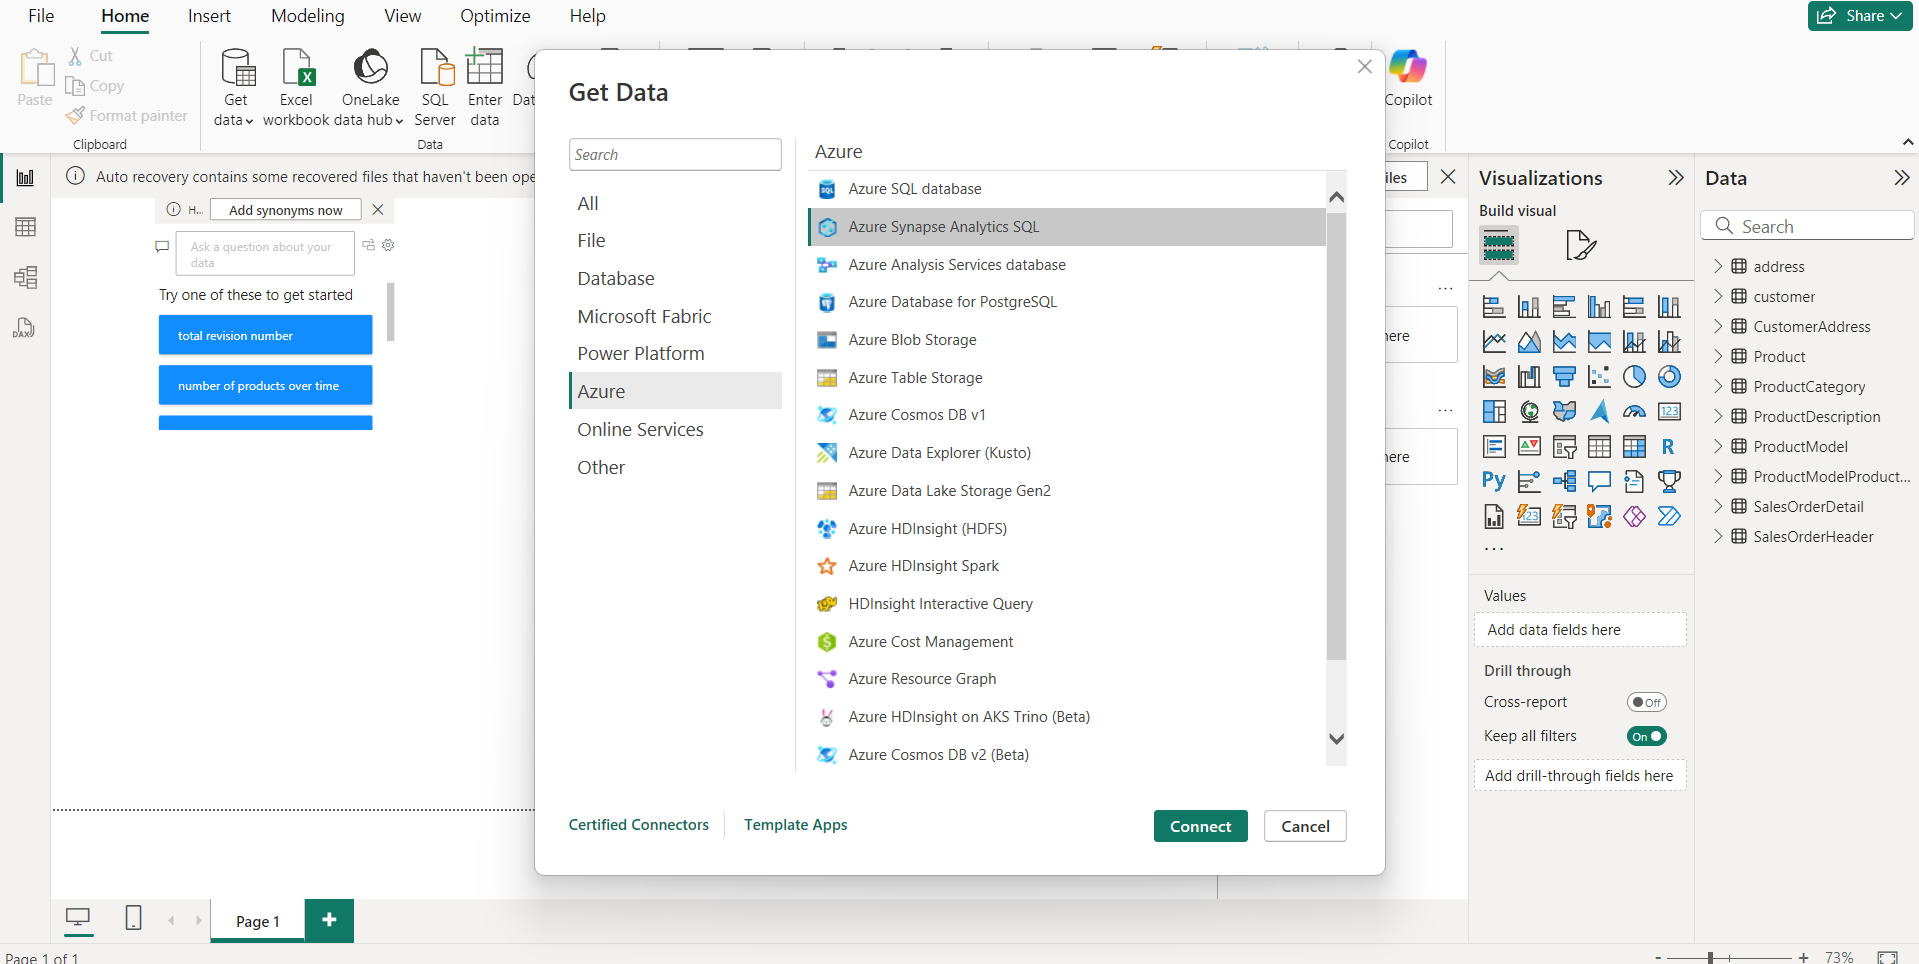 File Home Insert Modeling View Optimize Help Share
Paste
Cut
Copy
Format painter
Clipboard
Get data
Excel workbook
OneLake data hub
SQL Server
Enter data
Dat
Data
Copilot
Copilot
Auto recovery contains some recovered files that haven't been ope
iles
H... Add synonyms now
Ask a question about your
data
Try one of these to get started
total revision number
number of products over time
Get Data
Search
All
File
Database
Microsoft Fabric
Power Platform
Azure
Online Services
Other
Azure
Azure SQL database
Azure Synapse Analytics SQL
Azure Analysis Services database
Azure Database for PostgreSQL
Azure Blob Storage
Azure Table Storage
Azure Cosmos DB v1
Azure Data Explorer (Kusto)
Azure Data Lake Storage Gen2
Azure HDInsight (HDFS)
Azure HDInsight Spark
HDInsight Interactive Query
Azure Cost Management
Azure Resource Graph
Azure HDInsight on AKS Trino (Beta)
Azure Cosmos DB v2 (Beta)
Certified Connectors
Template Apps
Connect
Cancel
...
here
...
here
Visualizations
Build visual
123
R
Py
123
...
Values
Add data fields here
Drill through
Cross-report Off
Keep all filters On
Add drill-through fields here
Data
Search
address
customer
CustomerAddress
Product
ProductCategory
ProductDescription
ProductModel
ProductModelProduct...
SalesOrderDetail
SalesOrderHeader
DAX
Page 1
+
Page 1 of 1
- + 73%